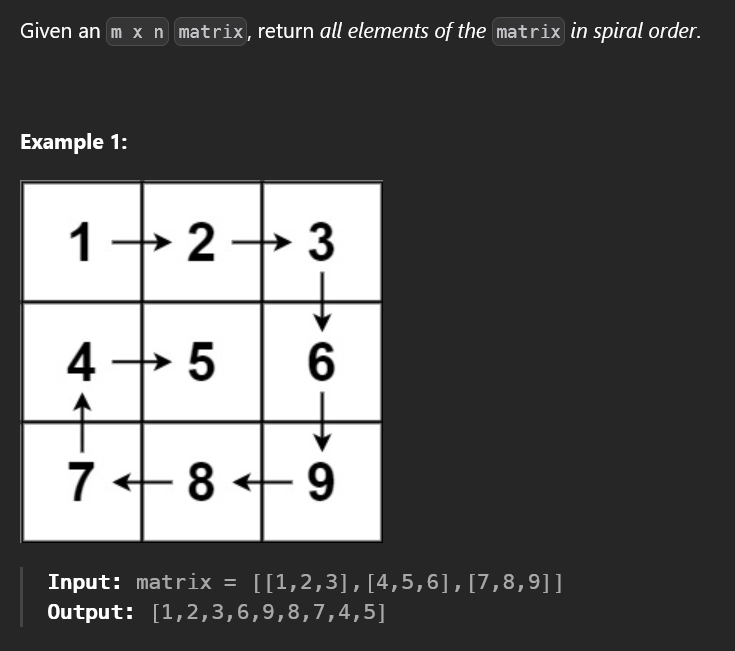 Given an m x n matrix, return all elements of the matrix in spiral order.
Example 1:
1 2 3
4 5 6
7 8 9
Input: matrix = [[1,2,3],[4,5,6],[7,8,9]]
Output: [1,2,3,6,9,8,7,4,5]